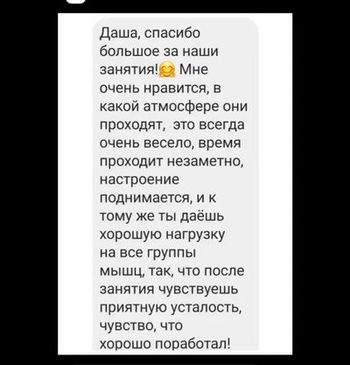 Даша, спасибо
большое за наши
занятия!🤗 Мне
очень нравится, в
какой атмосфере они
проходят, это всегда
очень весело, время
проходит незаметно,
настроение
поднимается, и к
тому же ты даёшь
хорошую нагрузку
на все группы
мышц, так, что после
занятия чувствуешь
приятную усталость,
чувство, что
хорошо поработал!